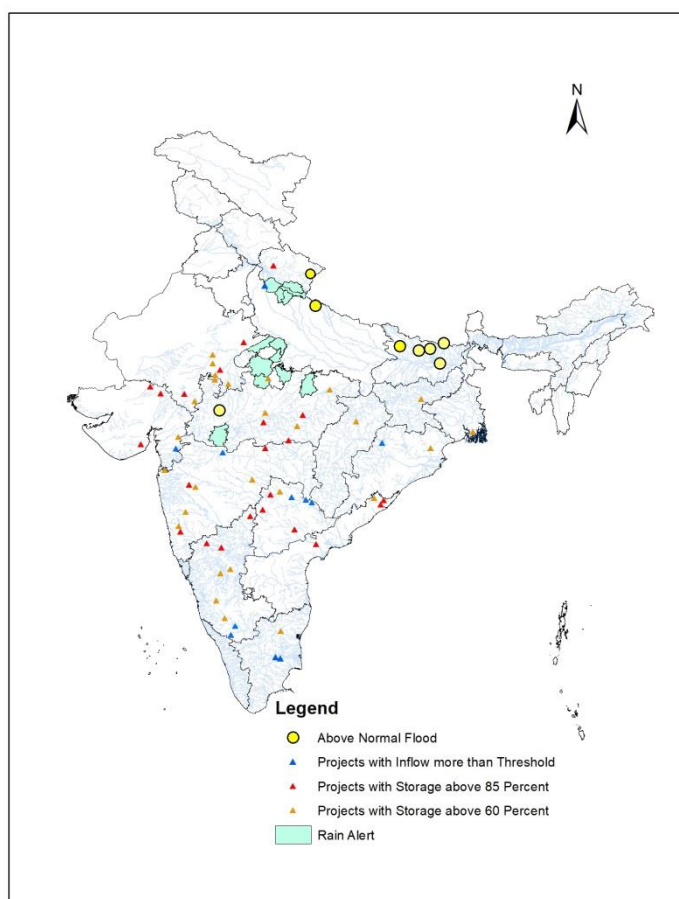 N
Legend
Above Normal Flood
Projects with Inflow more than Threshold
Projects with Storage above 85 Percent
Projects with Storage above 60 Percent
Rain Alert